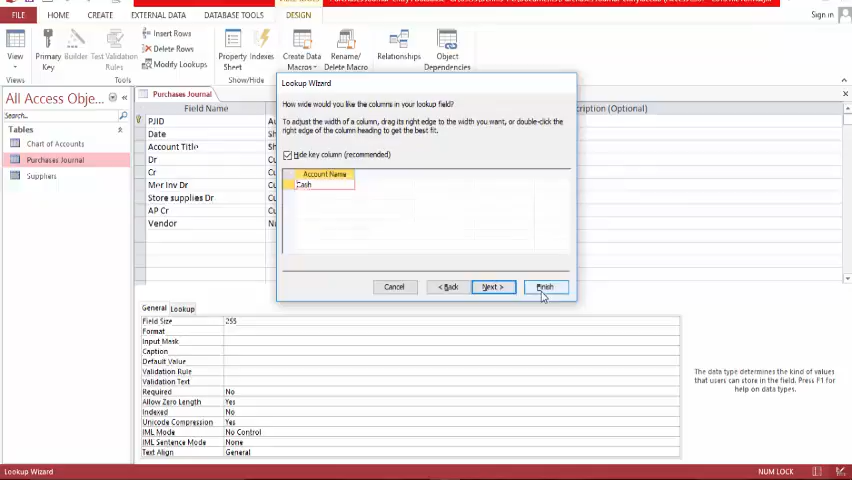 FILE HOME CREATE EXTERNAL DATA DATABASE TOOLS DESIGN Sign in
View
Primary Key
Builder
Test Validation Rules
Insert Rows
Delete Rows
Modify Lookups
Property Sheet
Indexes
Create Data Macros
Rename/ Delete Macro
Relationships
Object Dependencies
Views Tools Show/Hide
All Access Obje...
Search...
Tables
Chart of Accounts
Purchases Journal
Suppliers
Purchases Journal
Field Name
scription (Optional)
PJID
Date
Account Title
Dr
Cr
Mer Inv Dr
Store supplies Dr
AP Cr
Vendor
Lookup Wizard
How wide would you like the columns in your lookup field?
To adjust the width of a column, drag its right edge to the width you want, or double-click the
right edge of the column heading to get the best fit.
Hide key column (recommended)
Account Name
Cash
Cancel < Back Next > Finish
General Lookup
Field Size 255
Format
Input Mask
Caption
Default Value
Validation Rule
Validation Text
Required No
Allow Zero Length Yes
Indexed No
Unicode Compression Yes
IML Mode No Control
IML Sentence Mode None
Text Align General
The data type determines the kind of values
that users can store in the field. Press F1 for
help on data types.
Lookup Wizard
NUM LOCK